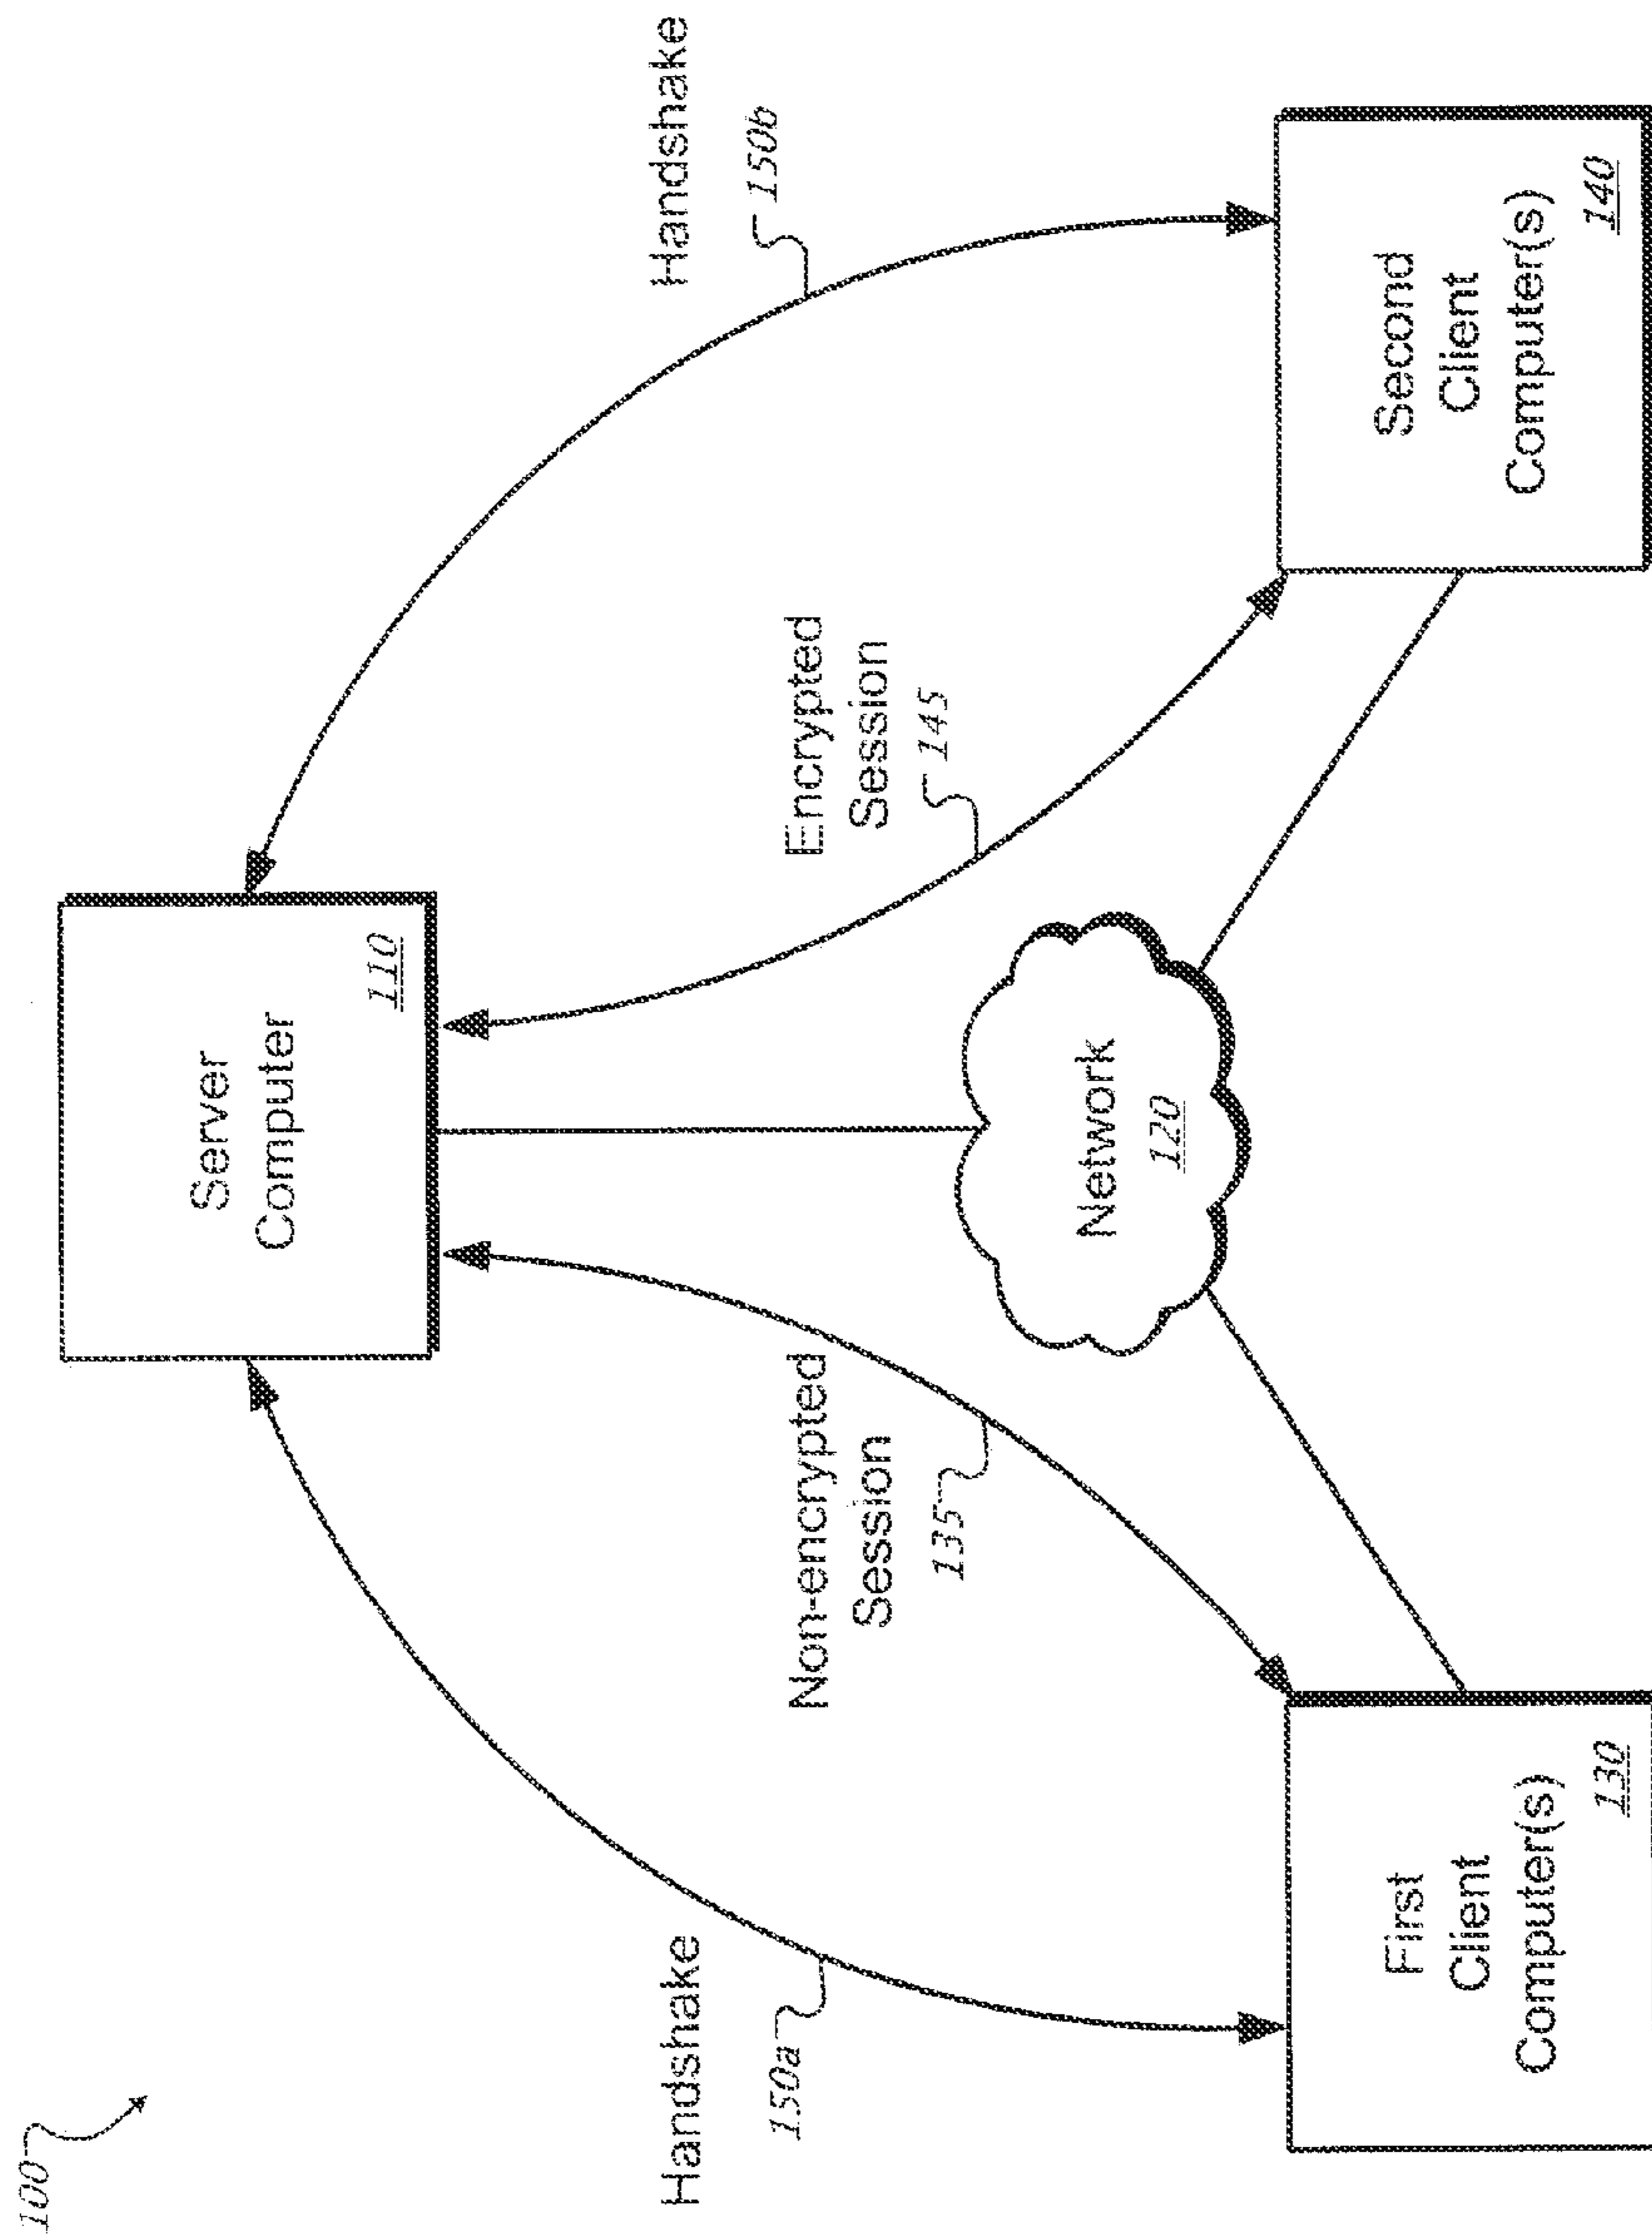 100
Server
Computer
110
Handshake
150a
Handshake
150b
Non-encrypted
Session
135
Encrypted
Session
145
Network
120
First
Client
Computer(s)
130
Second
Client
Computer(s)
140